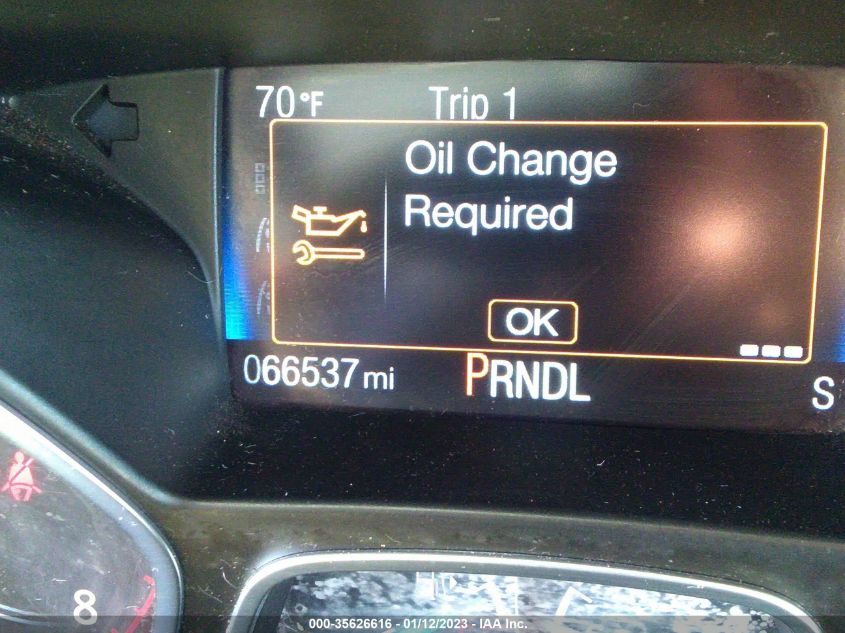 70°F Trip 1
Oil Change
Required
OK
066537 mi PRNDL S
8
000-35626616 - 01/12/2023 - IAA Inc.